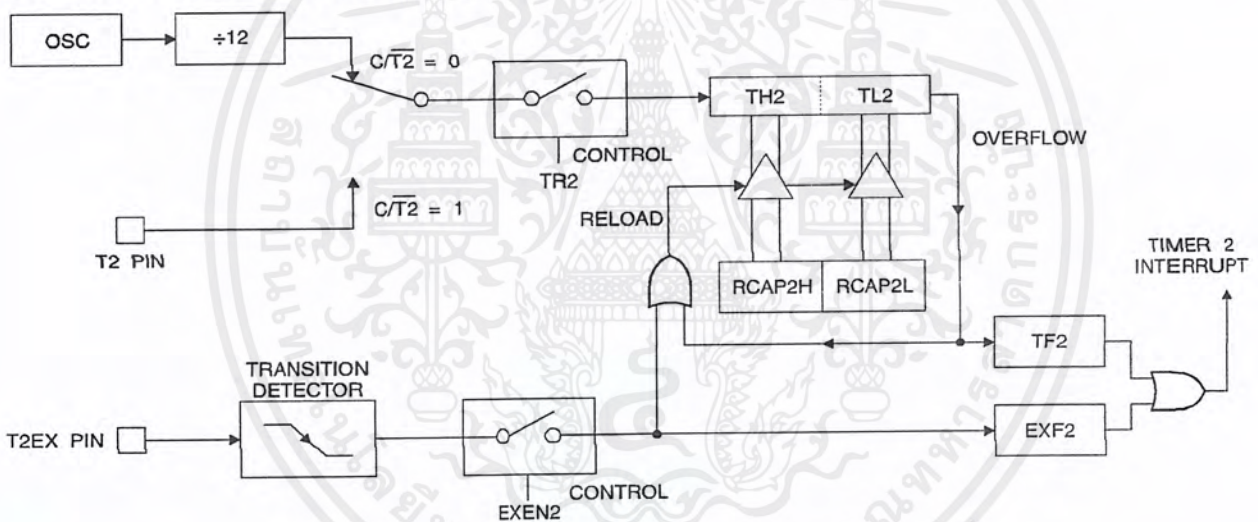 OSC
÷12
C/T2̅ = 0
TH2
TL2
OVERFLOW
CONTROL
TR2
C/T2̅ = 1
T2 PIN
RELOAD
TIMER 2
INTERRUPT
RCAP2H
RCAP2L
TF2
TRANSITION
DETECTOR
T2EX PIN
EXF2
CONTROL
EXEN2